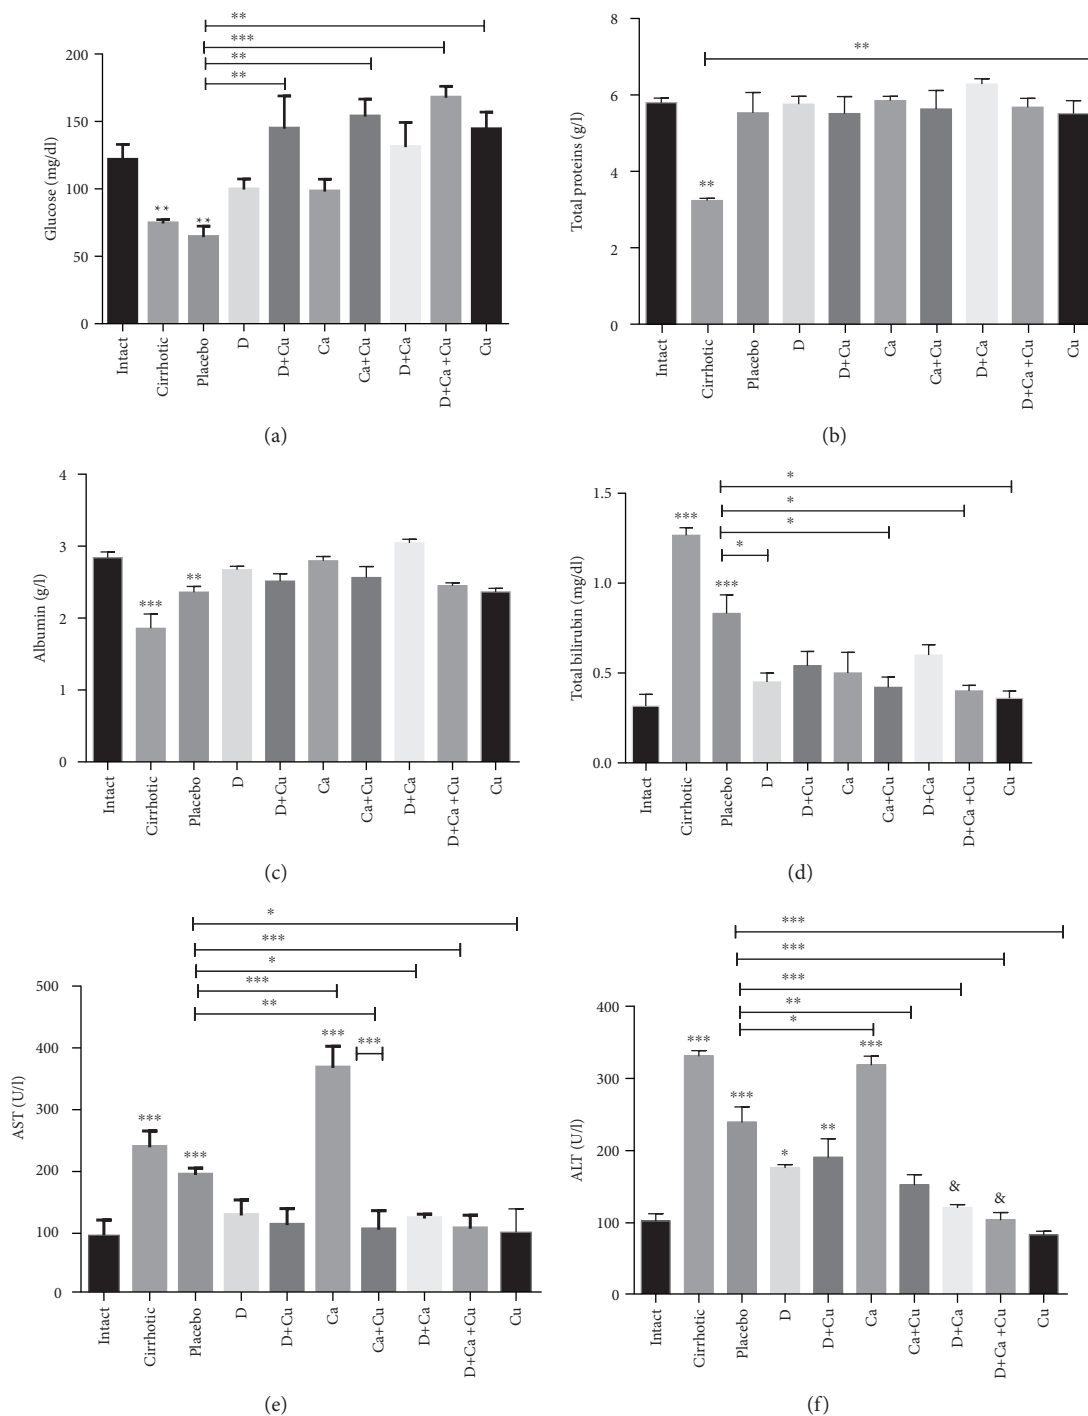 **
***
**
**
200
150
100
50
0
Glucose (mg/dl)
**
**
Intact
Cirrhotic
Placebo
D
D+Cu
Ca
Ca+Cu
D+Ca
D+Ca +Cu
Cu
(a)
8
6
4
2
0
Total proteins (g/l)
**
**
Intact
Cirrhotic
Placebo
D
D+Cu
Ca
Ca+Cu
D+Ca
D+Ca +Cu
Cu
(b)
4
3
2
1
0
Albumin (g/l)
***
**
Intact
Cirrhotic
Placebo
D
D+Cu
Ca
Ca+Cu
D+Ca
D+Ca +Cu
Cu
(c)
*
*
*
*
1.5
1.0
0.5
0.0
Total bilirubin (mg/dl)
***
***
Intact
Cirrhotic
Placebo
D
D+Cu
Ca
Ca+Cu
D+Ca
D+Ca +Cu
Cu
(d)
*
***
*
***
**
500
400
300
200
100
0
AST (U/l)
***
***
***
***
Intact
Cirrhotic
Placebo
D
D+Cu
Ca
Ca+Cu
D+Ca
D+Ca +Cu
Cu
(e)
***
***
***
**
*
400
300
200
100
0
ALT (U/l)
***
***
*
**
***
&
&
Intact
Cirrhotic
Placebo
D
D+Cu
Ca
Ca+Cu
D+Ca
D+Ca +Cu
Cu
(f)